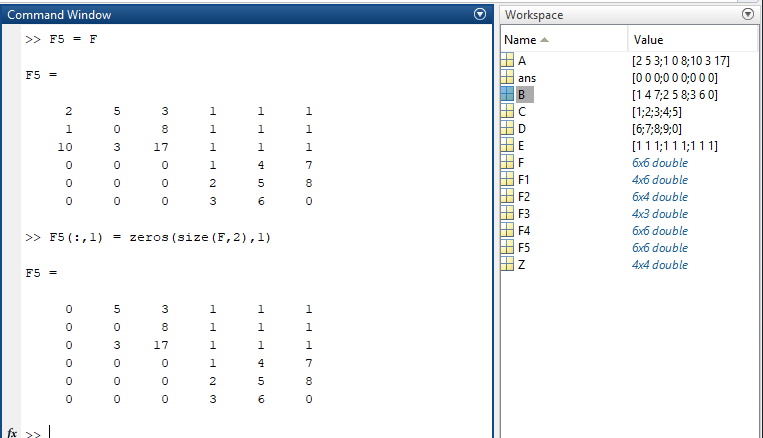 Command Window
>> F5 = F
F5 =
2 5 3 1 1 1
1 0 8 1 1 1
10 3 17 1 1 1
0 0 0 1 4 7
0 0 0 2 5 8
0 0 0 3 6 0
>> F5(:,1) = zeros(size(F,2),1)
F5 =
0 5 3 1 1 1
0 0 8 1 1 1
0 3 17 1 1 1
0 0 0 1 4 7
0 0 0 2 5 8
0 0 0 3 6 0
fx >>
Workspace
Name Value
A [2 5 3;1 0 8;10 3 17]
ans [0 0 0;0 0 0;0 0 0]
B [1 4 7;2 5 8;3 6 0]
C [1;2;3;4;5]
D [6;7;8;9;0]
E [1 1 1;1 1 1;1 1 1]
F 6x6 double
F1 4x6 double
F2 6x4 double
F3 4x3 double
F4 6x6 double
F5 6x6 double
Z 4x4 double